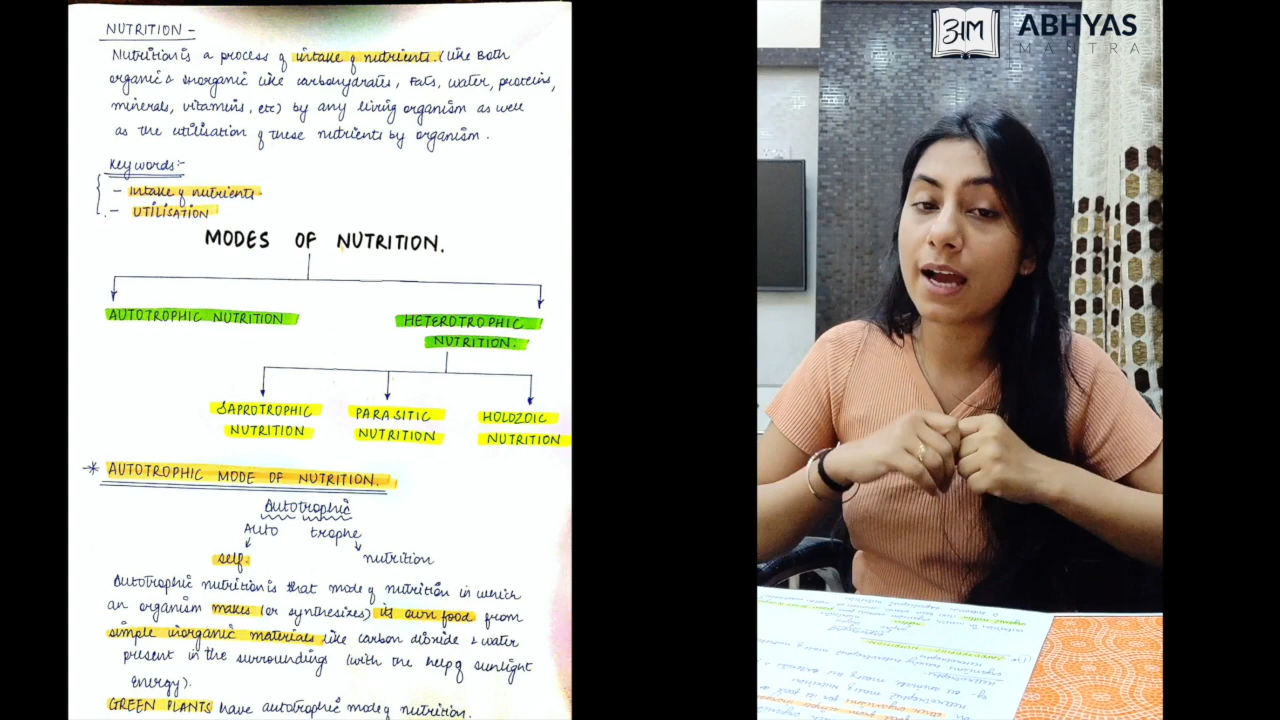 NUTRITION -
Nutrition is, a process of intake of nutrients. (like Both
organic & inorganic like carbohydrates, Fats, water, proteins,
minerals, vitamins, etc) by any living organism as well
as the utilisation of these nutrients by organism.
Key words:-
- intake of nutrients.
- UTILISATION
MODES OF NUTRITION.
AUTOTROPHIC NUTRITION
HETEROTROPHIC
NUTRITION.
SAPROTROPHIC
NUTRITION
PARASITIC
NUTRITION
HOLOZOIC
NUTRITION
* AUTOTROPHIC MODE OF NUTRITION.
Autotrophic
Auto trophe
self. nutrition
Autotrophic nutrition is that mode of nutrition in which
an organism makes (or synthesizes) its own food from
simple inorganic materials like carbon dioxide & water
present in the surroundings (with the help of sunlight
energy).
GREEN PLANTS have autotrophic mode of nutrition.
अभ्यास
ABHYAS
MANTRA